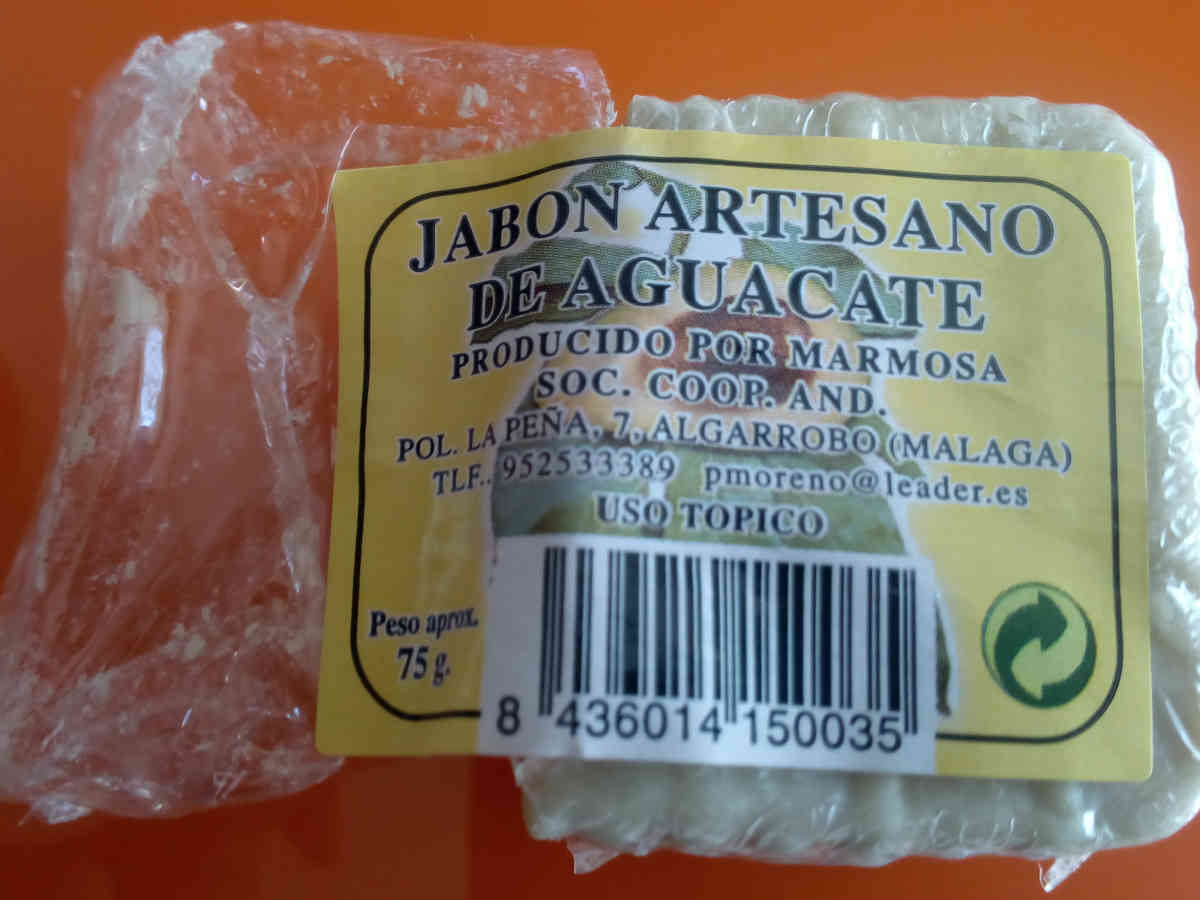 JABON ARTESANO
DE AGUACATE
PRODUCIDO POR MARMOSA
SOC. COOP. AND.
POL. LA PEÑA, 7, ALGARROBO (MALAGA)
TLF.. 952533389 pmoreno@leader.es
USO TOPICO
Peso aprox.
75 g.
8 436014 150035